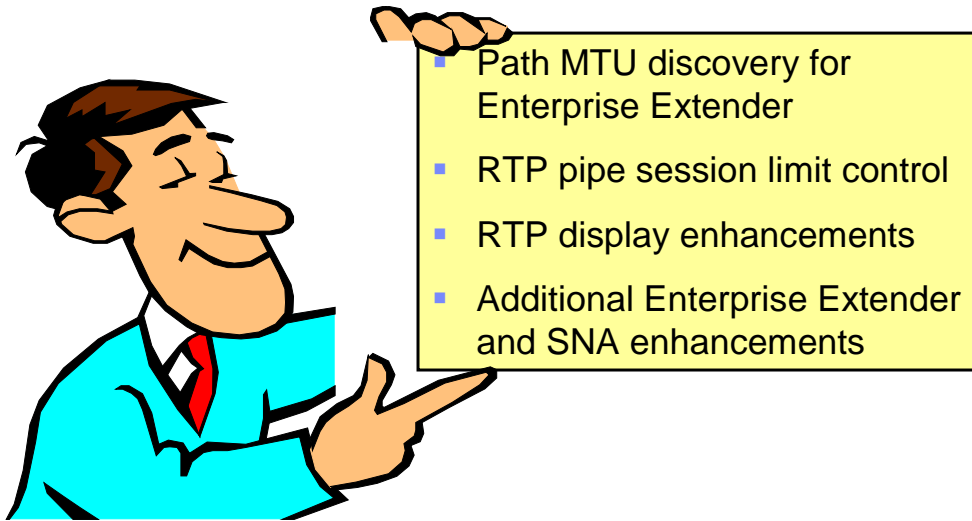 ▪ Path MTU discovery for
Enterprise Extender
▪ RTP pipe session limit control
▪ RTP display enhancements
▪ Additional Enterprise Extender
and SNA enhancements